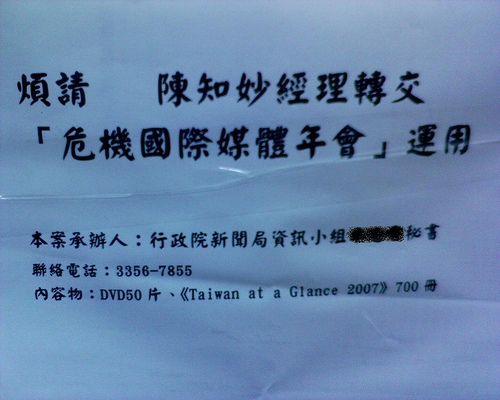 煩請 陳知妙經理轉交
「危機國際媒體年會」運用
本案承辦人：行政院新聞局資訊小組秘書
聯絡電話：3356-7855
內容物：DVD50片、《Taiwan at a Glance 2007》700冊